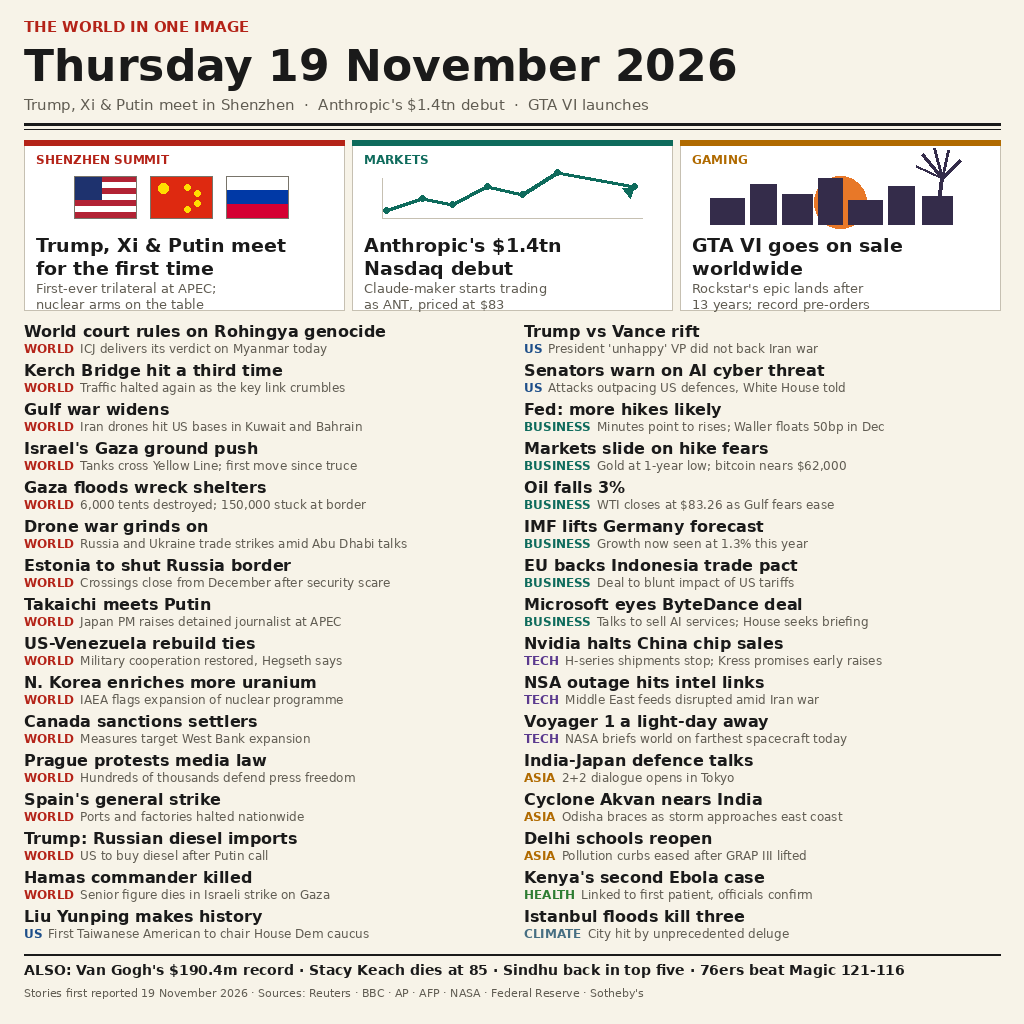 THE WORLD IN ONE IMAGE
Thursday 19 November 2026
Trump, Xi & Putin meet in Shenzhen · Anthropic's $1.4tn debut · GTA VI launches
SHENZHEN SUMMIT
Trump, Xi & Putin meet
for the first time
First-ever trilateral at APEC;
nuclear arms on the table
MARKETS
Anthropic's $1.4tn
Nasdaq debut
Claude-maker starts trading
as ANT, priced at $83
GAMING
GTA VI goes on sale
worldwide
Rockstar's epic lands after
13 years; record pre-orders
World court rules on Rohingya genocide
WORLD ICJ delivers its verdict on Myanmar today
Kerch Bridge hit a third time
WORLD Traffic halted again as the key link crumbles
Gulf war widens
WORLD Iran drones hit US bases in Kuwait and Bahrain
Israel's Gaza ground push
WORLD Tanks cross Yellow Line; first move since truce
Gaza floods wreck shelters
WORLD 6,000 tents destroyed; 150,000 stuck at border
Drone war grinds on
WORLD Russia and Ukraine trade strikes amid Abu Dhabi talks
Estonia to shut Russia border
WORLD Crossings close from December after security scare
Takaichi meets Putin
WORLD Japan PM raises detained journalist at APEC
US-Venezuela rebuild ties
WORLD Military cooperation restored, Hegseth says
N. Korea enriches more uranium
WORLD IAEA flags expansion of nuclear programme
Canada sanctions settlers
WORLD Measures target West Bank expansion
Prague protests media law
WORLD Hundreds of thousands defend press freedom
Spain's general strike
WORLD Ports and factories halted nationwide
Trump: Russian diesel imports
WORLD US to buy diesel after Putin call
Hamas commander killed
WORLD Senior figure dies in Israeli strike on Gaza
Liu Yunping makes history
US First Taiwanese American to chair House Dem caucus
Trump vs Vance rift
US President 'unhappy' VP did not back Iran war
Senators warn on AI cyber threat
US Attacks outpacing US defences, White House told
Fed: more hikes likely
BUSINESS Minutes point to rises; Waller floats 50bp in Dec
Markets slide on hike fears
BUSINESS Gold at 1-year low; bitcoin nears $62,000
Oil falls 3%
BUSINESS WTI closes at $83.26 as Gulf fears ease
IMF lifts Germany forecast
BUSINESS Growth now seen at 1.3% this year
EU backs Indonesia trade pact
BUSINESS Deal to blunt impact of US tariffs
Microsoft eyes ByteDance deal
BUSINESS Talks to sell AI services; House seeks briefing
Nvidia halts China chip sales
TECH H-series shipments stop; Kress promises early raises
NSA outage hits intel links
TECH Middle East feeds disrupted amid Iran war
Voyager 1 a light-day away
TECH NASA briefs world on farthest spacecraft today
India-Japan defence talks
ASIA 2+2 dialogue opens in Tokyo
Cyclone Akvan nears India
ASIA Odisha braces as storm approaches east coast
Delhi schools reopen
ASIA Pollution curbs eased after GRAP III lifted
Kenya's second Ebola case
HEALTH Linked to first patient, officials confirm
Istanbul floods kill three
CLIMATE City hit by unprecedented deluge
ALSO: Van Gogh's $190.4m record · Stacy Keach dies at 85 · Sindhu back in top five · 76ers beat Magic 121-116
Stories first reported 19 November 2026 · Sources: Reuters · BBC · AP · AFP · NASA · Federal Reserve · Sotheby's